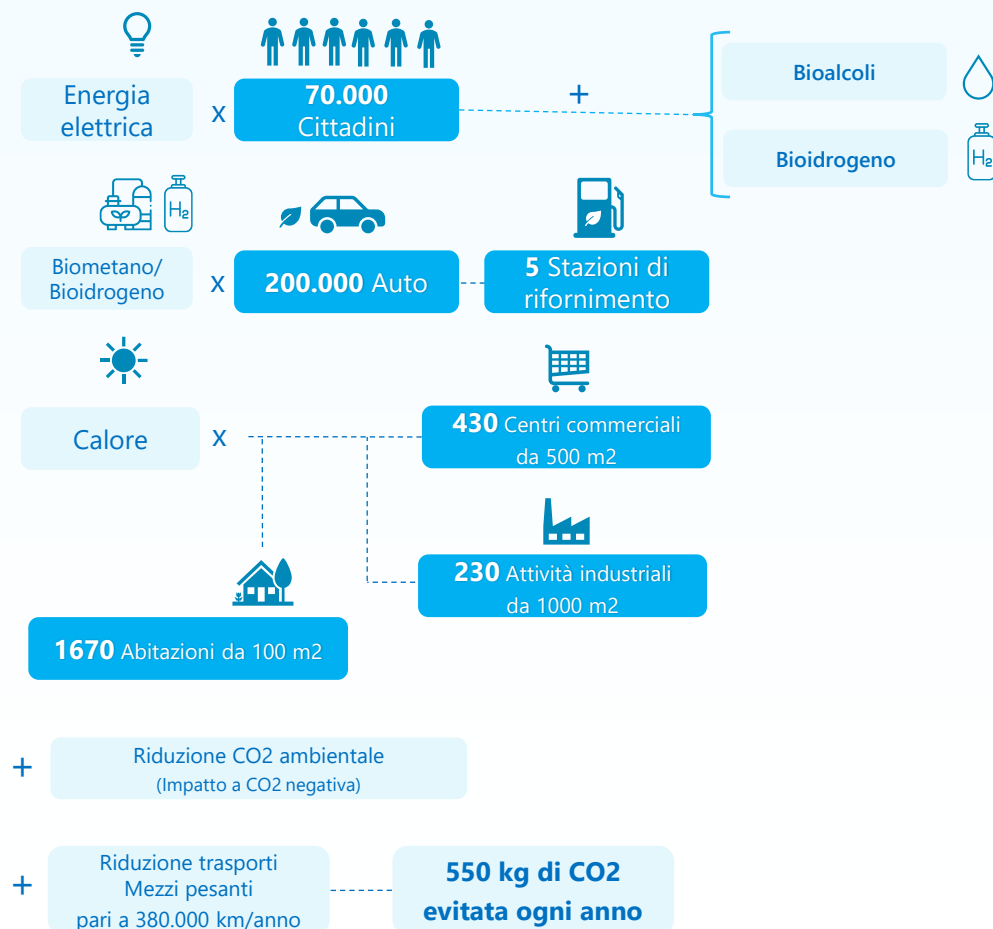 Energia
elettrica
x
70.000
Cittadini
+
Bioalcoli
Bioidrogeno
H₂
H₂
Biometano/
Bioidrogeno
x
200.000 Auto
5 Stazioni di
rifornimento
Calore
x
430 Centri commerciali
da 500 m2
230 Attività industriali
da 1000 m2
1670 Abitazioni da 100 m2
+
Riduzione CO2 ambientale
(Impatto a CO2 negativa)
+
Riduzione trasporti
Mezzi pesanti
pari a 380.000 km/anno
550 kg di CO2
evitata ogni anno